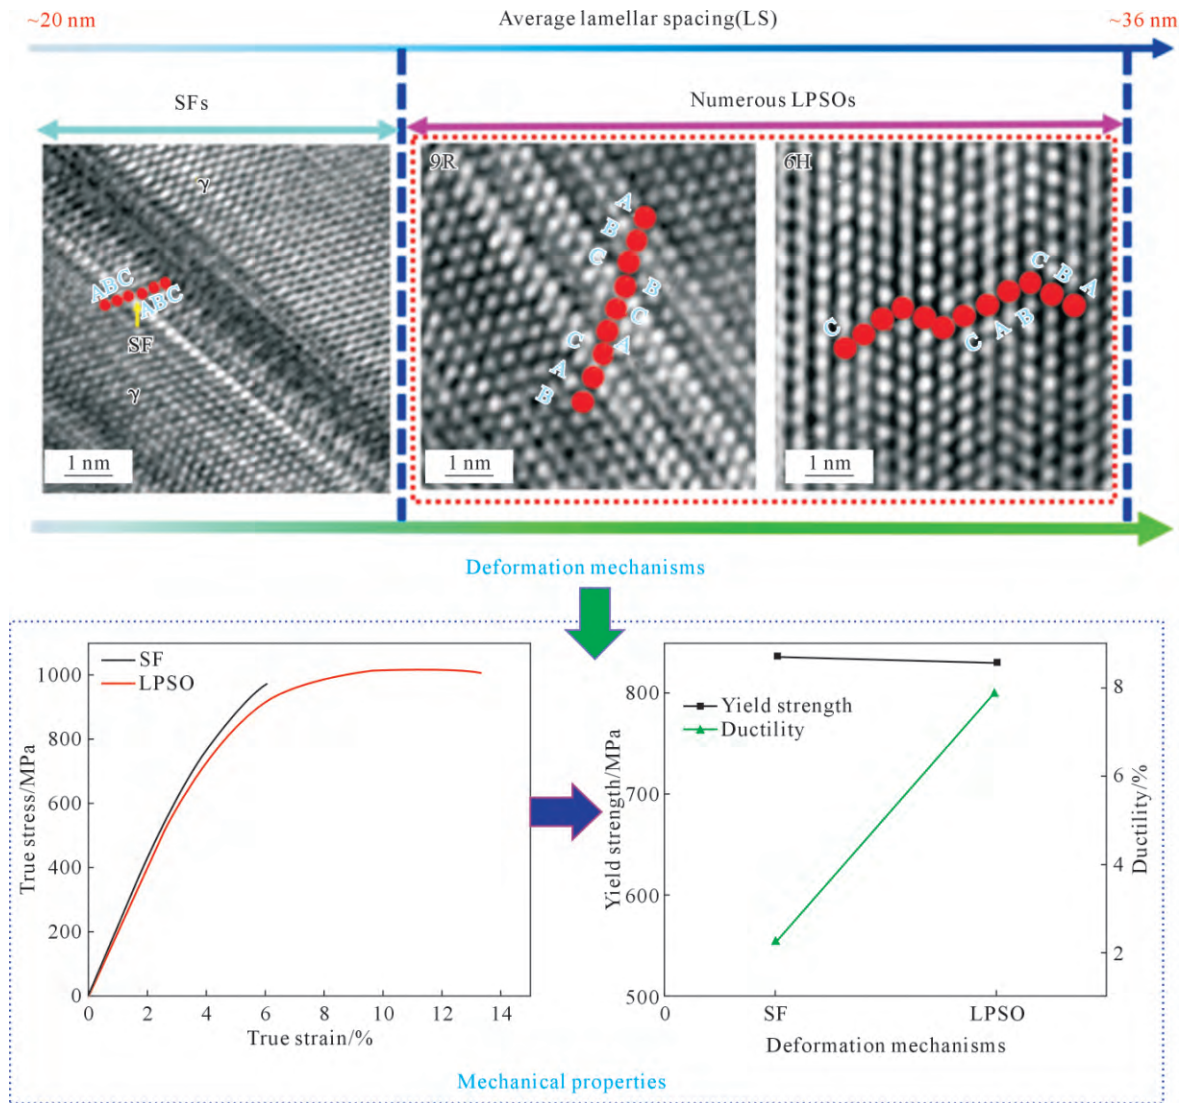 ~20 nm
Average lamellar spacing(LS)
~36 nm
SFs
Numerous LPSOs
γ
ABC
ABC
SF
γ
1 nm
9R
A
B
C
B
C
A
C
A
B
1 nm
6H
C
C
A
B
C
B
A
1 nm
Deformation mechanisms
SF
LPSO
True stress/MPa
1000
800
600
400
200
0
0 2 4 6 8 10 12 14
True strain/%
Yield strength
Ductility
Yield strength/MPa
800
700
600
500
Ductility/%
8
6
4
2
0 SF LPSO
Deformation mechanisms
Mechanical properties